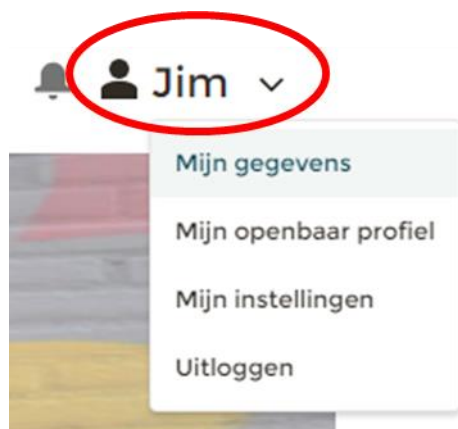 Jim
Mijn gegevens
Mijn openbaar profiel
Mijn instellingen
Uitloggen